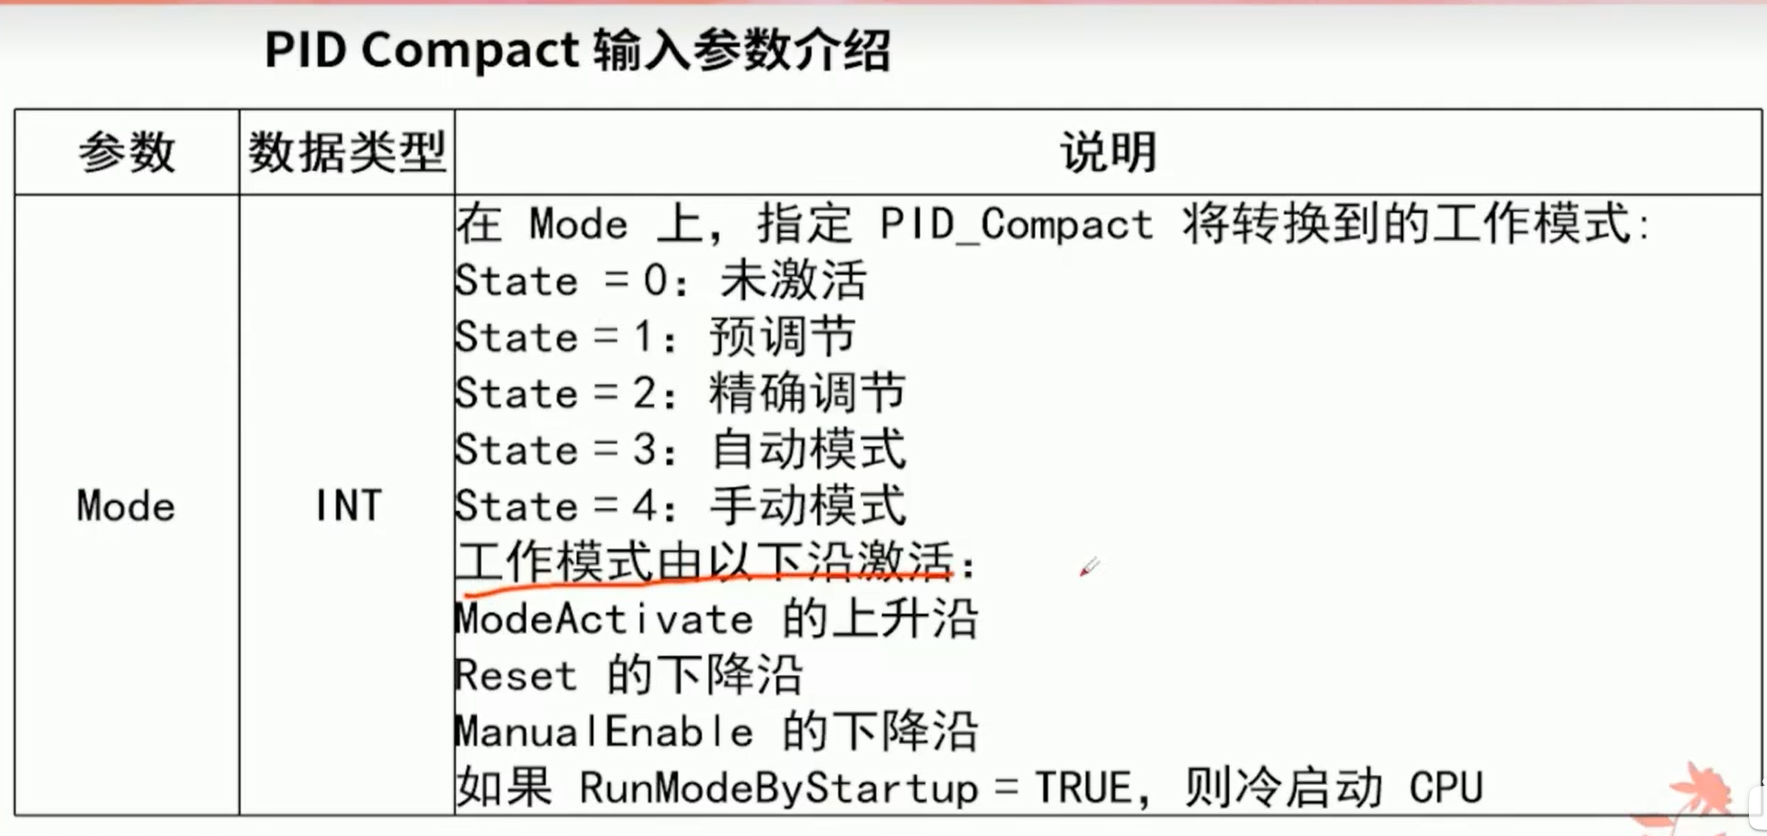 PID Compact 输入参数介绍
参数 数据类型 说明
在 Mode 上，指定 PID_Compact 将转换到的工作模式：
State = 0：未激活
State = 1：预调节
State = 2：精确调节
State = 3：自动模式
Mode INT State = 4：手动模式
工作模式由以下沿激活：
ModeActivate 的上升沿
Reset 的下降沿
ManualEnable 的下降沿
如果 RunModeByStartup = TRUE，则冷启动 CPU